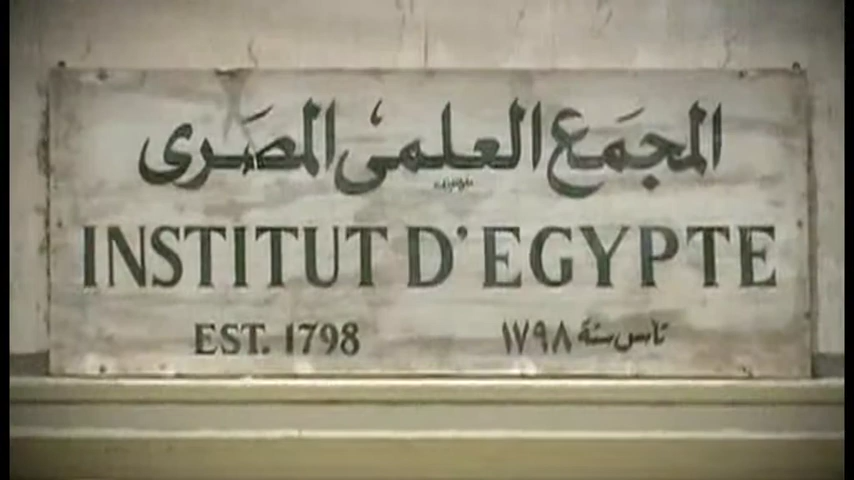 المجمع العلمى المصرى
INSTITUT D'EGYPTE
EST. 1798 تأسس سنة ١٧٩٨